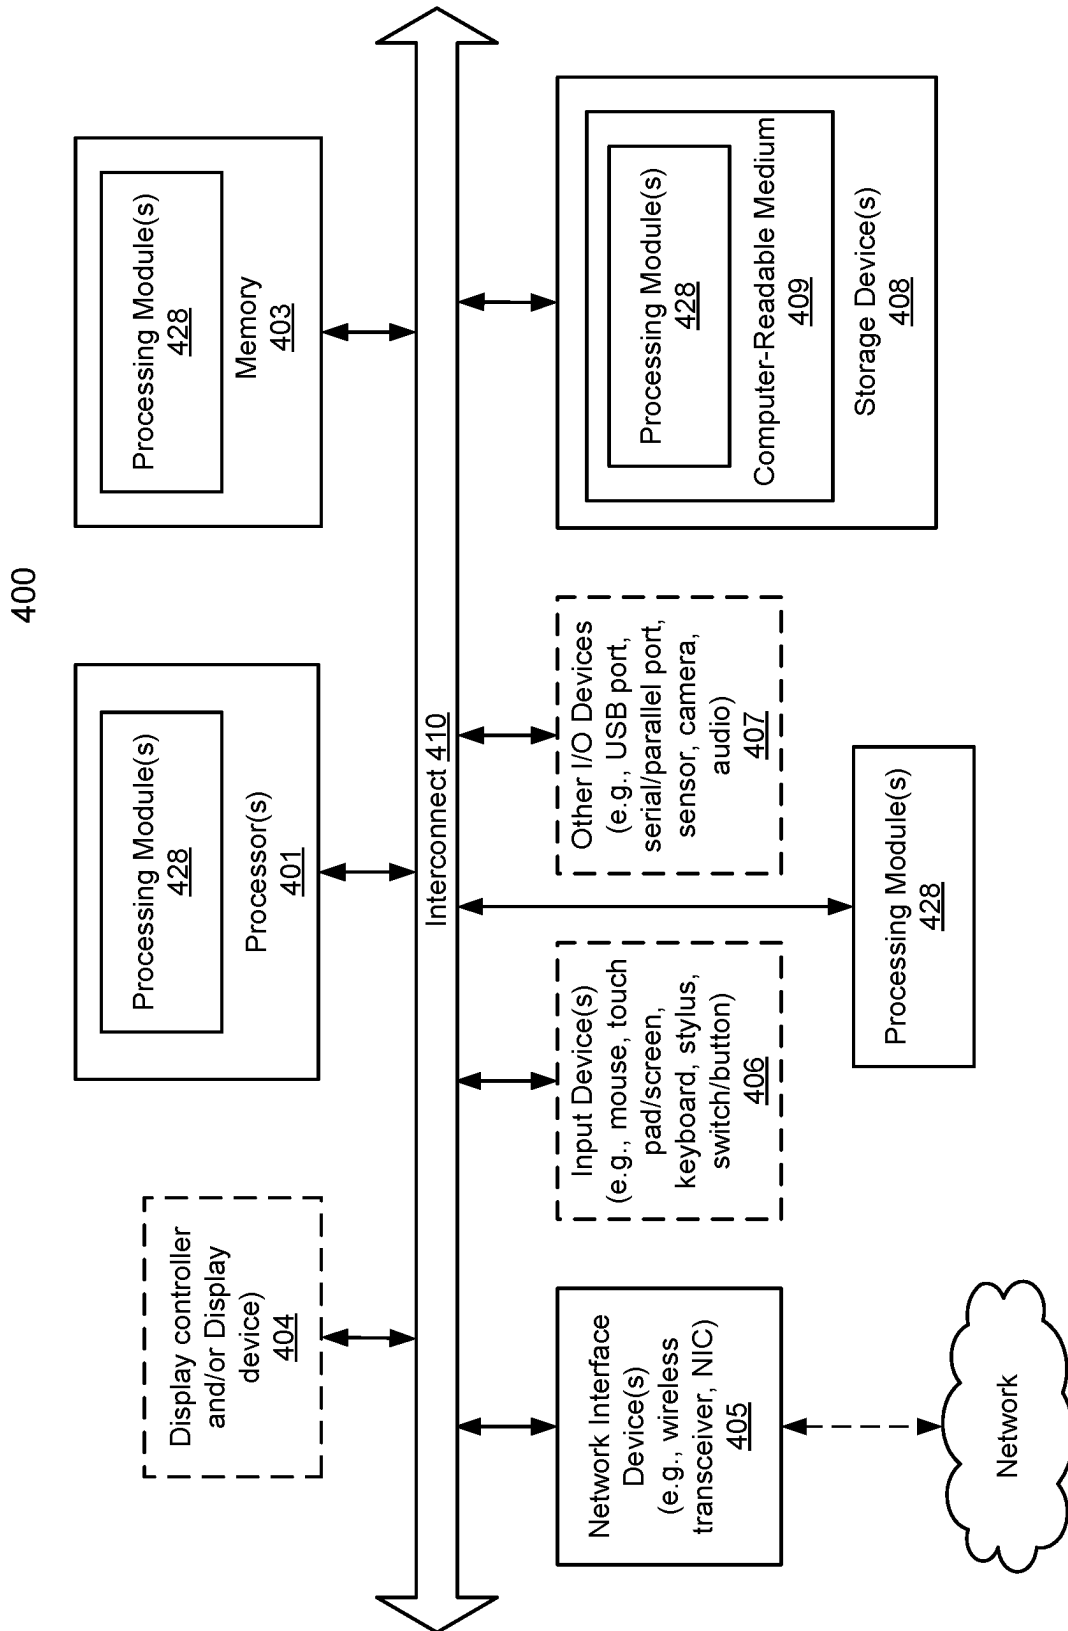 400
Display controller
and/or Display
device)
404
Processing Module(s)
428
Processor(s)
401
Processing Module(s)
428
Memory
403
Interconnect 410
Network Interface
Device(s)
(e.g., wireless
transceiver, NIC)
405
Input Device(s)
(e.g., mouse, touch
pad/screen,
keyboard, stylus,
switch/button)
406
Other I/O Devices
(e.g., USB port,
serial/parallel port,
sensor, camera,
audio)
407
Processing Module(s)
428
Computer-Readable Medium
409
Storage Device(s)
408
Network
Processing Module(s)
428